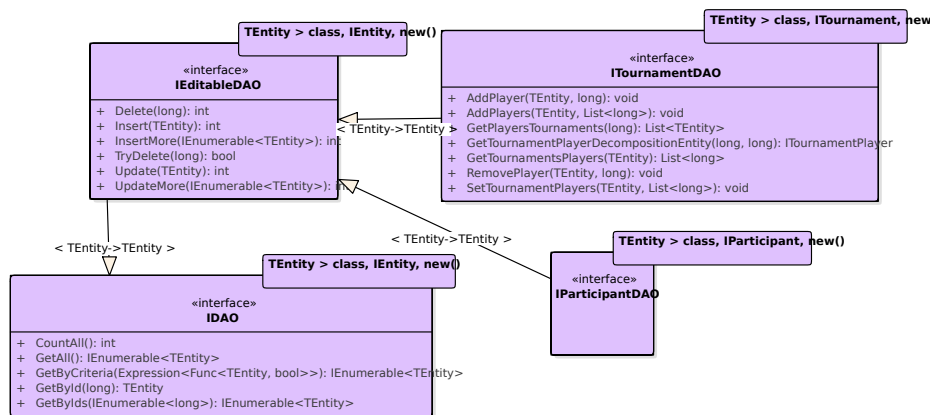 TEntity > class, IEntity, new()
«interface»
IEditableDAO
+ Delete(long): int
+ Insert(TEntity): int
+ InsertMore(IEnumerable<TEntity>): int
+ TryDelete(long): bool
+ Update(TEntity): int
+ UpdateMore(IEnumerable<TEntity>): int
TEntity > class, ITournament, new
«interface»
ITournamentDAO
+ AddPlayer(TEntity, long): void
+ AddPlayers(TEntity, List<long>): void
+ GetPlayersTournaments(long): List<TEntity>
+ GetTournamentPlayerDecompositionEntity(long, long): ITournamentPlayer
+ GetTournamentsPlayers(TEntity): List<long>
+ RemovePlayer(TEntity, long): void
+ SetTournamentPlayers(TEntity, List<long>): void
< TEntity->TEntity >
< TEntity->TEntity >
< TEntity->TEntity >
TEntity > class, IParticipant, new()
«interface»
IParticipantDAO
TEntity > class, IEntity, new()
«interface»
IDAO
+ CountAll(): int
+ GetAll(): IEnumerable<TEntity>
+ GetByCriteria(Expression<Func<TEntity, bool>>): IEnumerable<TEntity>
+ GetById(long): TEntity
+ GetByIds(IEnumerable<long>): IEnumerable<TEntity>